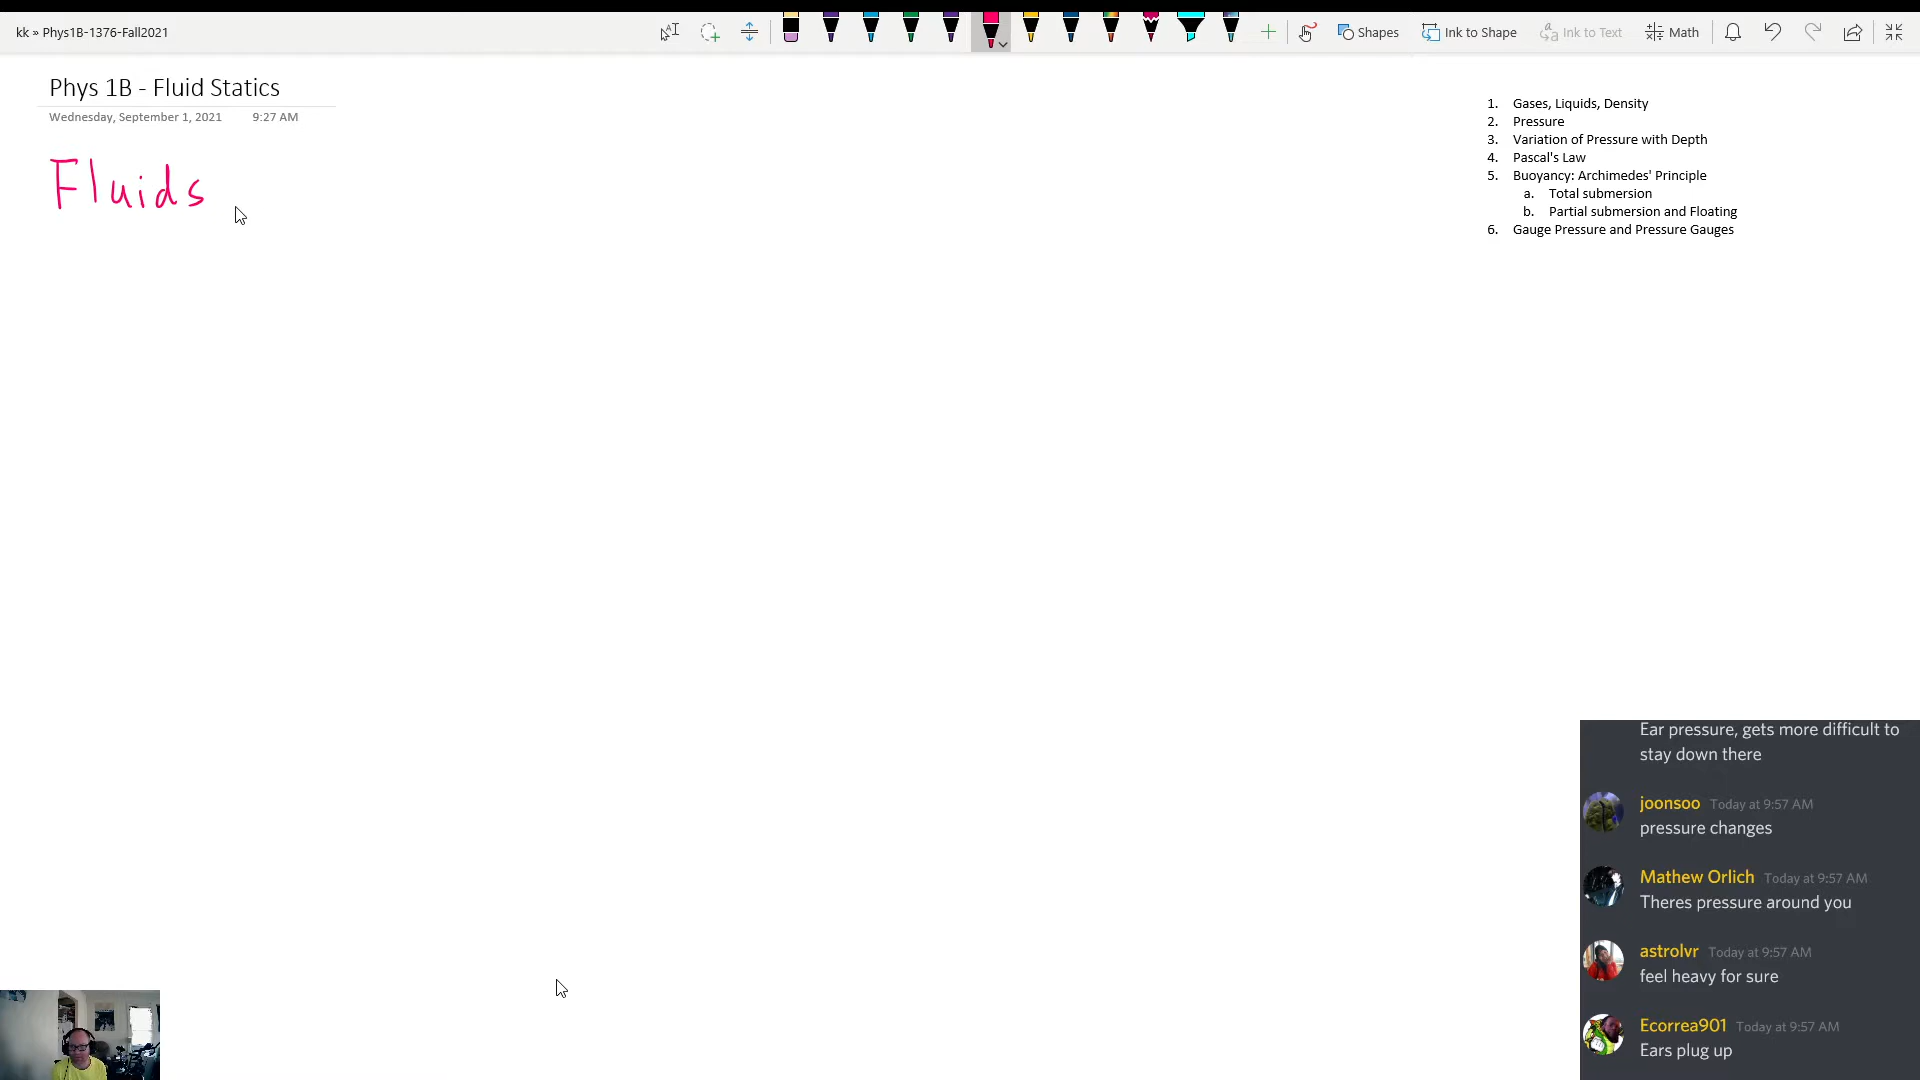 kk » Phys1B-1376-Fall2021
Shapes
Ink to Shape
Ink to Text
Math
Phys 1B - Fluid Statics
Wednesday, September 1, 2021 9:27 AM
Fluids
1. Gases, Liquids, Density
2. Pressure
3. Variation of Pressure with Depth
4. Pascal's Law
5. Buoyancy: Archimedes' Principle
a. Total submersion
b. Partial submersion and Floating
6. Gauge Pressure and Pressure Gauges
Ear pressure, gets more difficult to
stay down there
joonsoo Today at 9:57 AM
pressure changes
Mathew Orlich Today at 9:57 AM
Theres pressure around you
astrolvr Today at 9:57 AM
feel heavy for sure
Ecorrea901 Today at 9:57 AM
Ears plug up